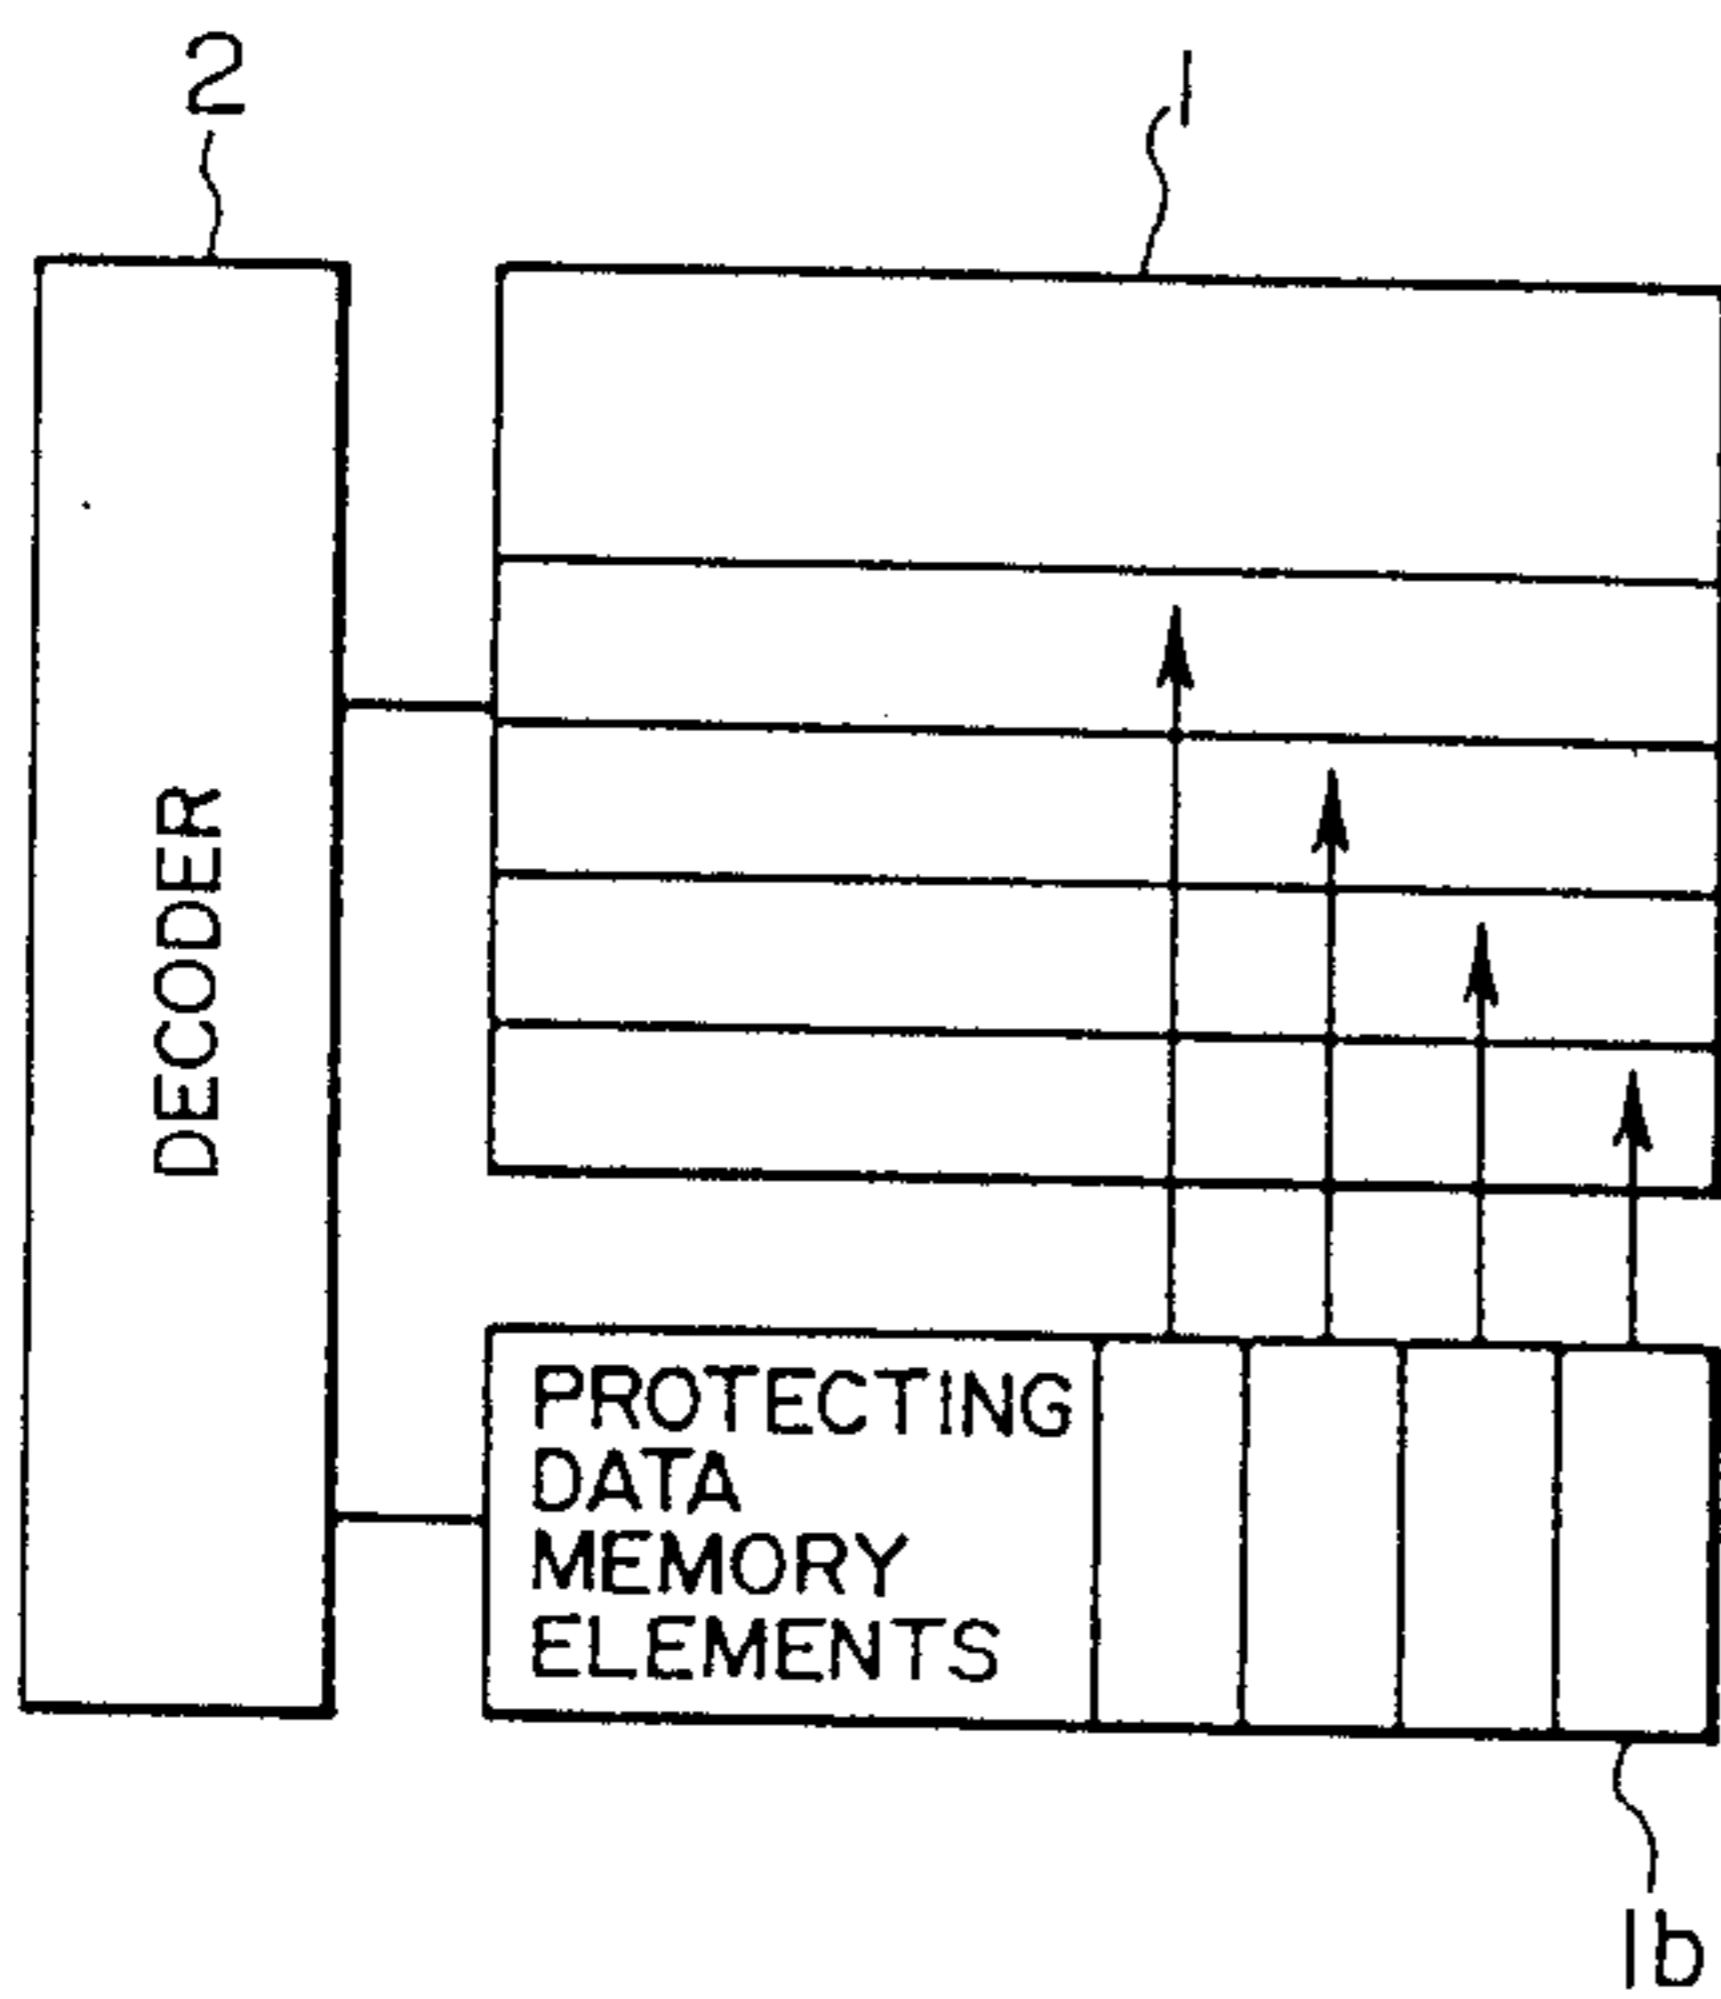 2
1
DECODER
PROTECTING
DATA
MEMORY
ELEMENTS
1b